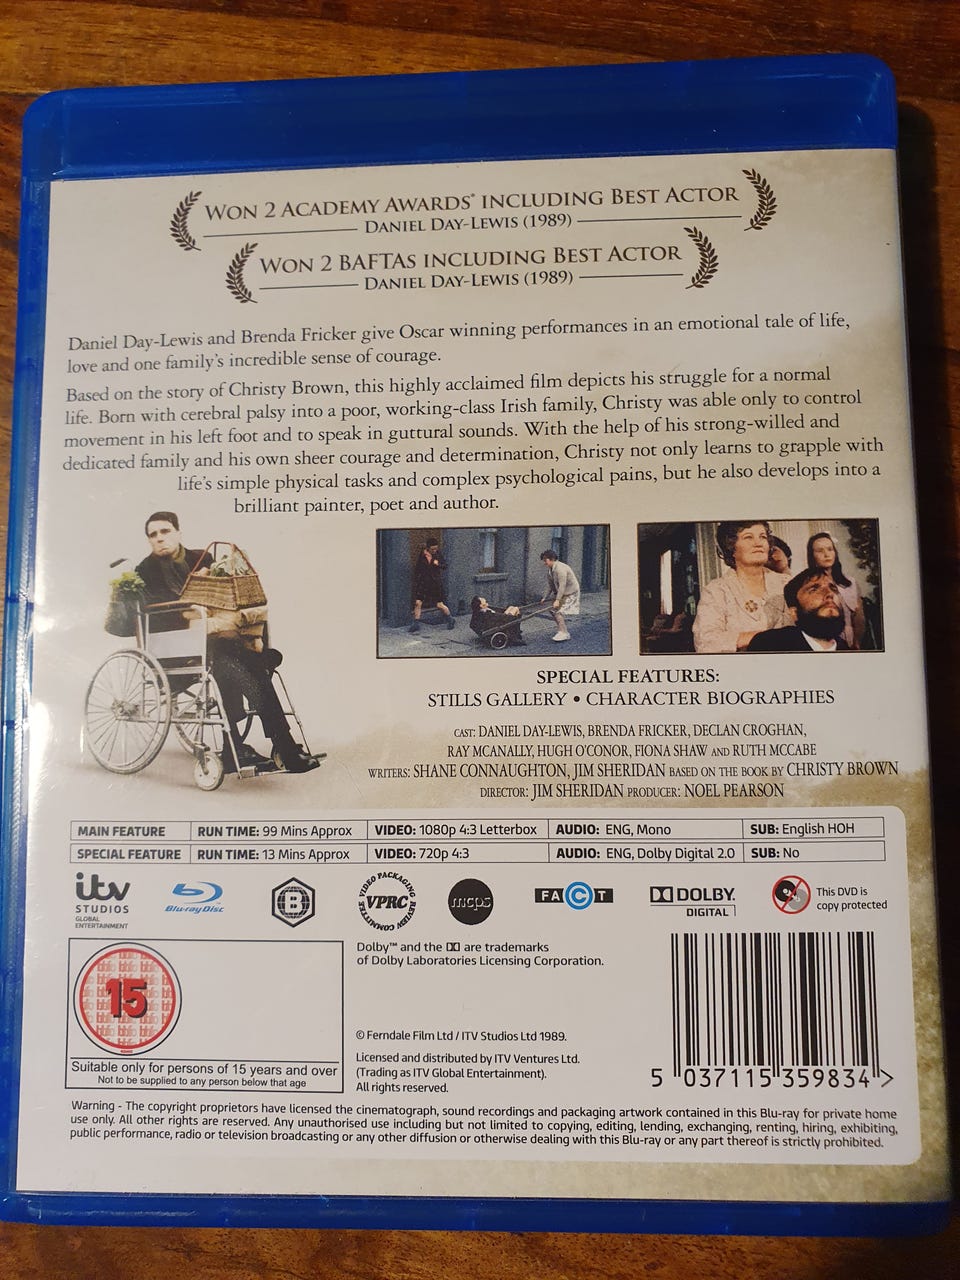 WON 2 ACADEMY AWARDS® INCLUDING BEST ACTOR
DANIEL DAY-LEWIS (1989)
WON 2 BAFTAS INCLUDING BEST ACTOR
DANIEL DAY-LEWIS (1989)
Daniel Day-Lewis and Brenda Fricker give Oscar winning performances in an emotional tale of life,
love and one family's incredible sense of courage.
Based on the story of Christy Brown, this highly acclaimed film depicts his struggle for a normal
life. Born with cerebral palsy into a poor, working-class Irish family, Christy was able only to control
movement in his left foot and to speak in guttural sounds. With the help of his strong-willed and
dedicated family and his own sheer courage and determination, Christy not only learns to grapple with
life's simple physical tasks and complex psychological pains, but he also develops into a
brilliant painter, poet and author.
SPECIAL FEATURES:
STILLS GALLERY • CHARACTER BIOGRAPHIES
CAST: DANIEL DAY-LEWIS, BRENDA FRICKER, DECLAN CROGHAN,
RAY MCANALLY, HUGH O'CONOR, FIONA SHAW AND RUTH MCCABE
WRITERS: SHANE CONNAUGHTON, JIM SHERIDAN BASED ON THE BOOK BY CHRISTY BROWN
DIRECTOR: JIM SHERIDAN PRODUCER: NOEL PEARSON
MAIN FEATURE RUN TIME: 99 Mins Approx VIDEO: 1080p 4:3 Letterbox AUDIO: ENG, Mono SUB: English HOH
SPECIAL FEATURE RUN TIME: 13 Mins Approx VIDEO: 720p 4:3 AUDIO: ENG, Dolby Digital 2.0 SUB: No
itv
STUDIOS
GLOBAL
ENTERTAINMENT
Blu-ray Disc
B
VIDEO PACKAGING REVIEW COMMITTEE
VPRC
mcps
FACT
DOLBY.
DIGITAL
This DVD is
copy protected
15
Suitable only for persons of 15 years and over
Not to be supplied to any person below that age
Dolby™ and the DD are trademarks
of Dolby Laboratories Licensing Corporation.
© Ferndale Film Ltd / ITV Studios Ltd 1989.
Licensed and distributed by ITV Ventures Ltd.
(Trading as ITV Global Entertainment).
All rights reserved.
5 037115 359834 >
Warning - The copyright proprietors have licensed the cinematograph, sound recordings and packaging artwork contained in this Blu-ray for private home
use only. All other rights are reserved. Any unauthorised use including but not limited to copying, editing, lending, exchanging, renting, hiring, exhibiting,
public performance, radio or television broadcasting or any other diffusion or otherwise dealing with this Blu-ray or any part thereof is strictly prohibited.